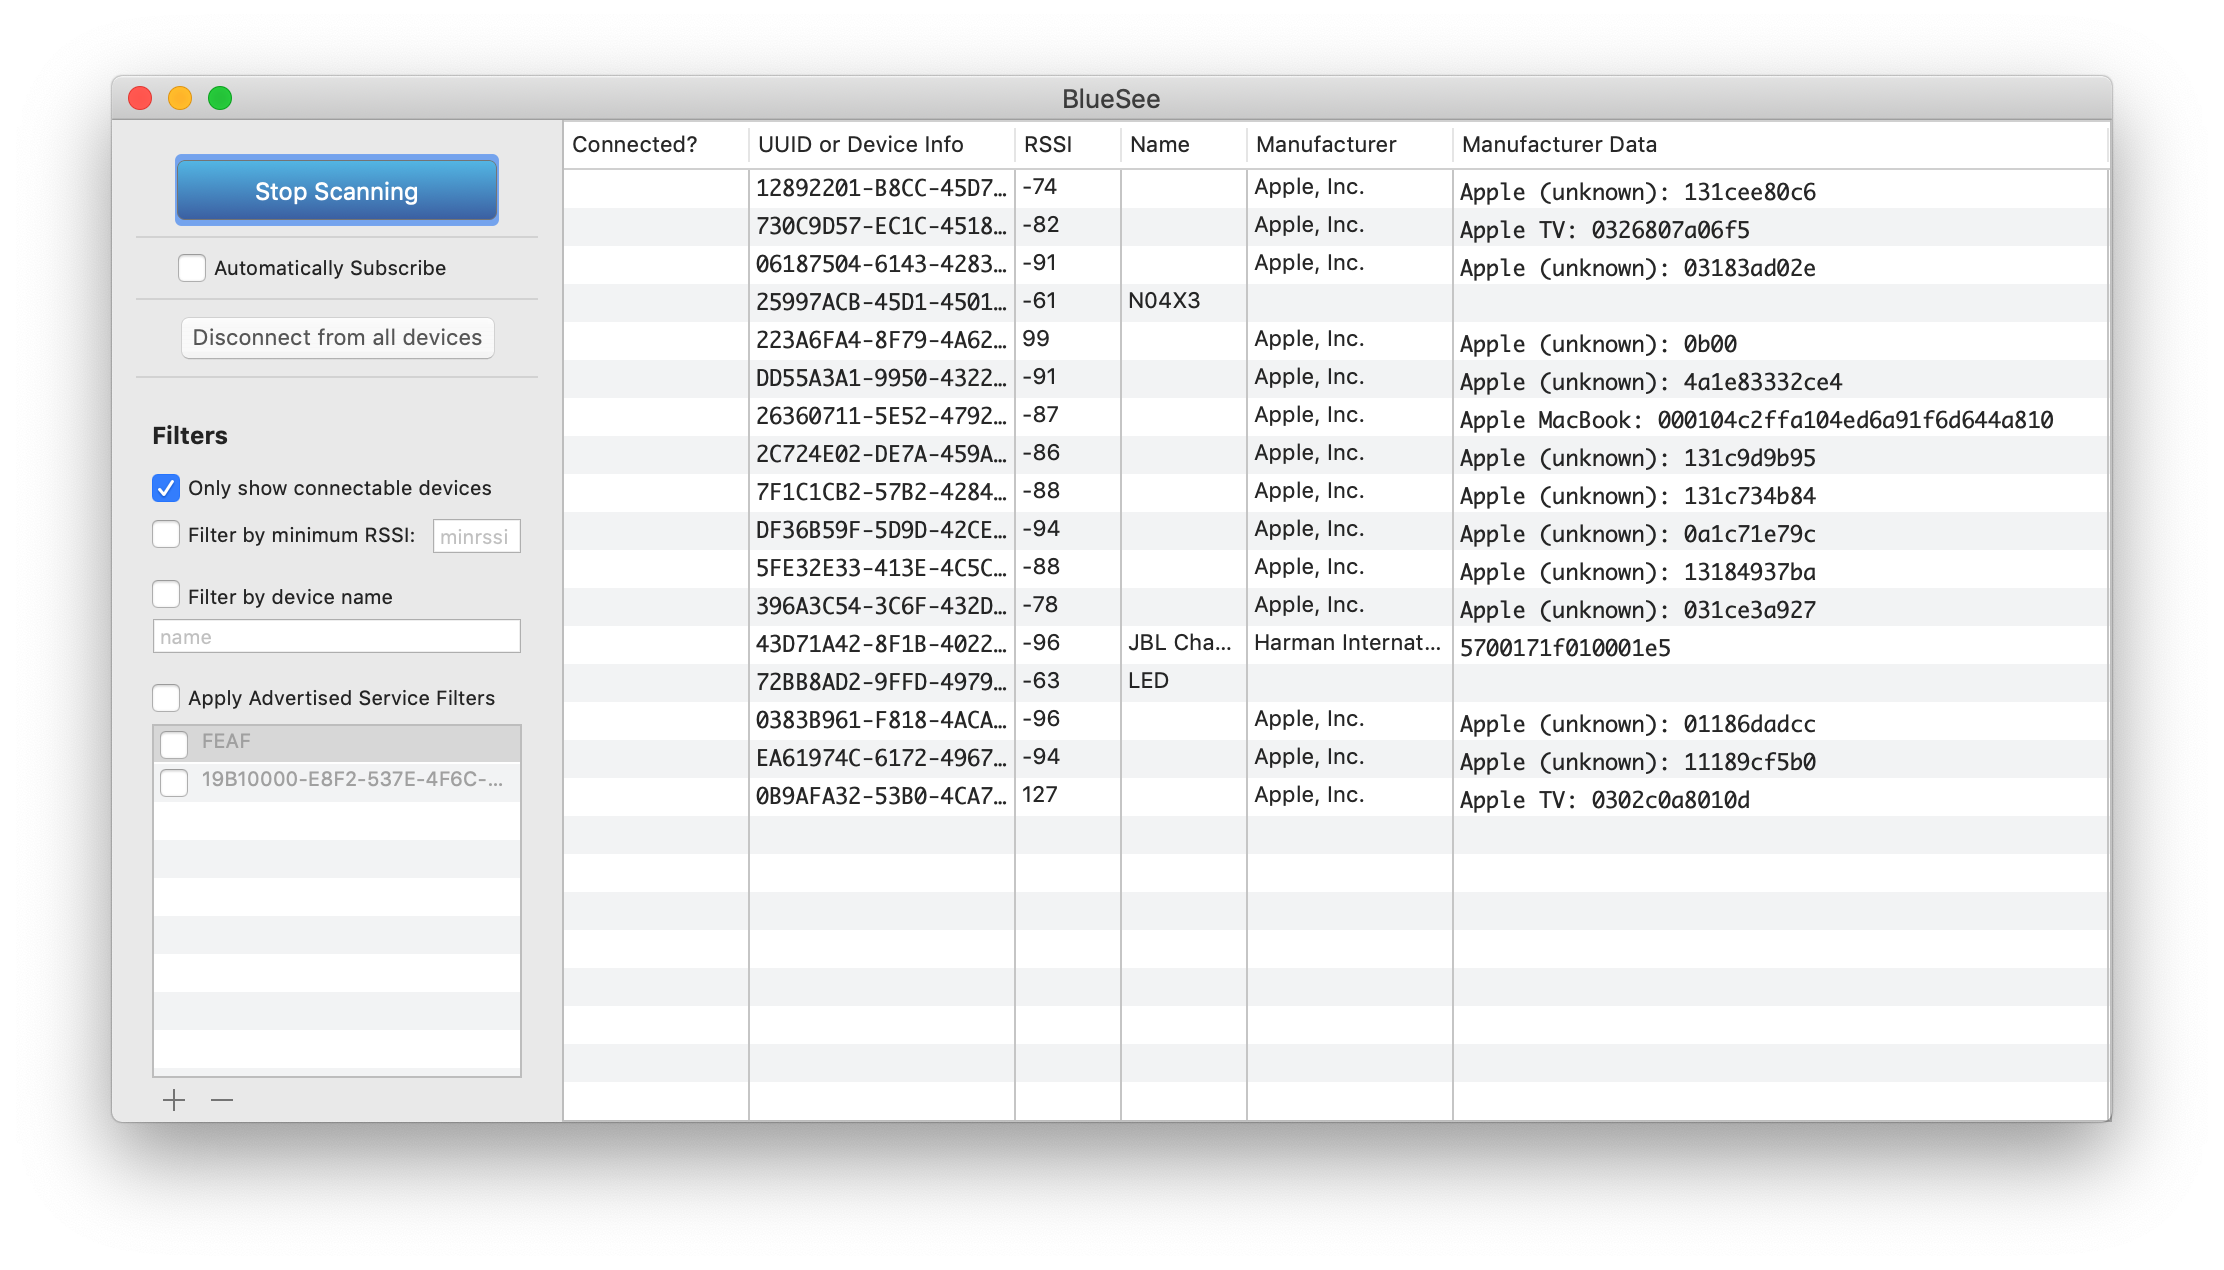 BlueSee
Stop Scanning
Automatically Subscribe
Disconnect from all devices
Filters
Only show connectable devices
Filter by minimum RSSI: minrssi
Filter by device name
name
Apply Advertised Service Filters
FEAF
19B10000-E8F2-537E-4F6C-...
Connected? UUID or Device Info RSSI Name Manufacturer Manufacturer Data
12892201-B8CC-45D7... -74 Apple, Inc. Apple (unknown): 131cee80c6
730C9D57-EC1C-4518... -82 Apple, Inc. Apple TV: 0326807a06f5
06187504-6143-4283... -91 Apple, Inc. Apple (unknown): 03183ad02e
25997ACB-45D1-4501... -61 N04X3
223A6FA4-8F79-4A62... 99 Apple, Inc. Apple (unknown): 0b00
DD55A3A1-9950-4322... -91 Apple, Inc. Apple (unknown): 4a1e83332ce4
26360711-5E52-4792... -87 Apple, Inc. Apple MacBook: 000104c2ffa104ed6a91f6d644a810
2C724E02-DE7A-459A... -86 Apple, Inc. Apple (unknown): 131c9d9b95
7F1C1CB2-57B2-4284... -88 Apple, Inc. Apple (unknown): 131c734b84
DF36B59F-5D9D-42CE... -94 Apple, Inc. Apple (unknown): 0a1c71e79c
5FE32E33-413E-4C5C... -88 Apple, Inc. Apple (unknown): 13184937ba
396A3C54-3C6F-432D... -78 Apple, Inc. Apple (unknown): 031ce3a927
43D71A42-8F1B-4022... -96 JBL Cha... Harman Internat... 5700171f010001e5
72BB8AD2-9FFD-4979... -63 LED
0383B961-F818-4ACA... -96 Apple, Inc. Apple (unknown): 01186dadcc
EA61974C-6172-4967... -94 Apple, Inc. Apple (unknown): 11189cf5b0
0B9AFA32-53B0-4CA7... 127 Apple, Inc. Apple TV: 0302c0a8010d